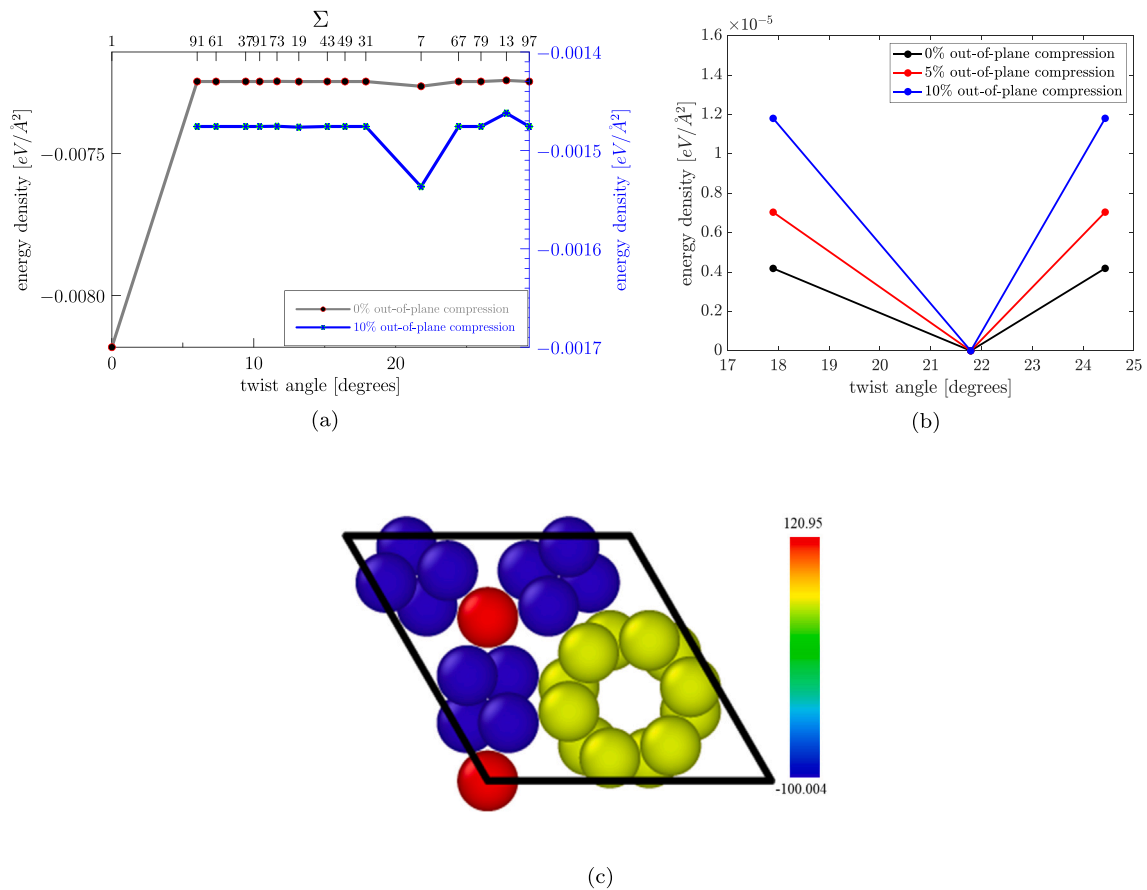 Σ
1 91 61 37 91 73 19 43 49 31 7 67 79 13 97
−0.0014
−0.0015
−0.0016
−0.0017
energy density [eV/Å²]
−0.0075
−0.0080
energy density [eV/Å²]
0% out-of-plane compression
10% out-of-plane compression
0 10 20
twist angle [degrees]
(a)
×10⁻⁵
1.6
1.4
1.2
1
0.8
0.6
0.4
0.2
0
energy density [eV/Å²]
0% out-of-plane compression
5% out-of-plane compression
10% out-of-plane compression
17 18 19 20 21 22 23 24 25
twist angle [degrees]
(b)
120.95
-100.004
(c)